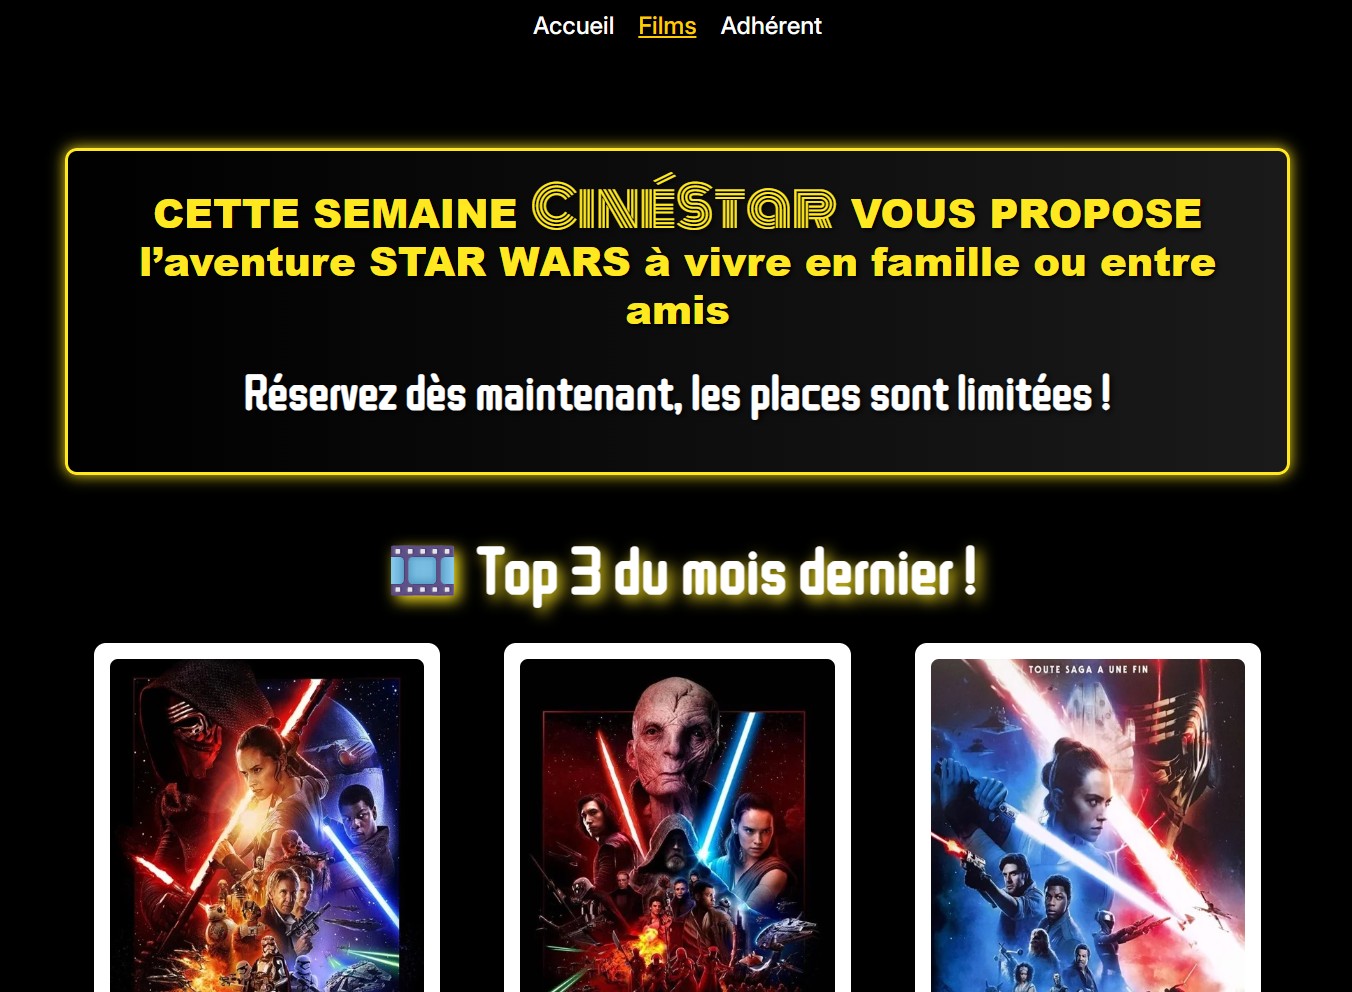 Accueil Films Adhérent
CETTE SEMAINE CINÉSTAR VOUS PROPOSE
l’aventure STAR WARS à vivre en famille ou entre
amis
Réservez dès maintenant, les places sont limitées !
Top 3 du mois dernier !
TOUTE SAGA A UNE FIN